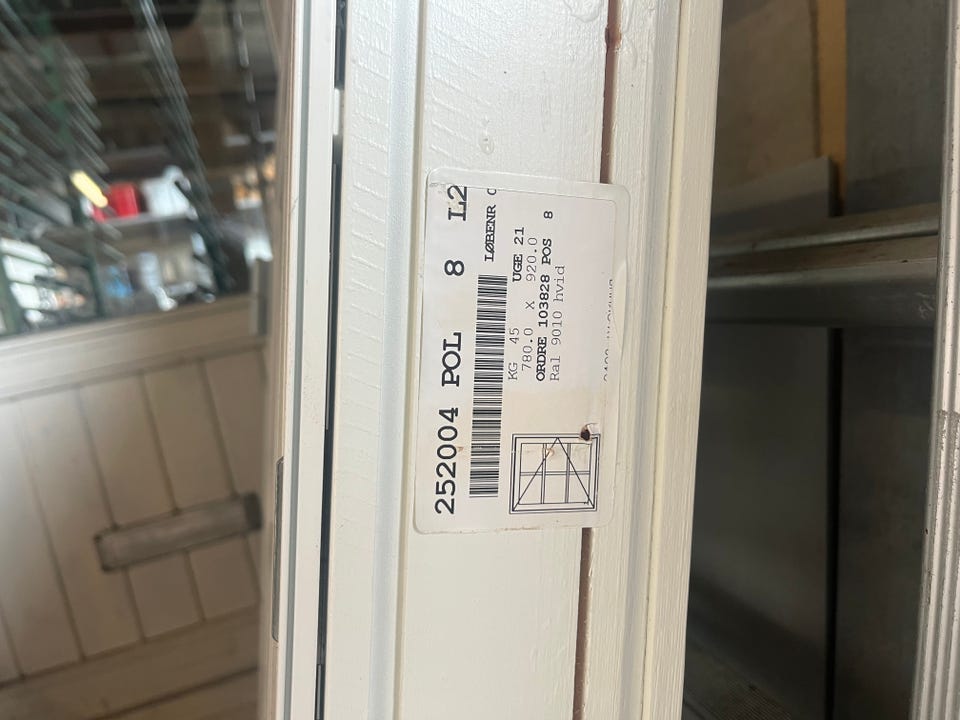 252004 POL 8 L2
LØBENR
KG 45 UGE 21
780.0 x 920.0
ORDRE 103828 POS 8
Ral 9010 hvid